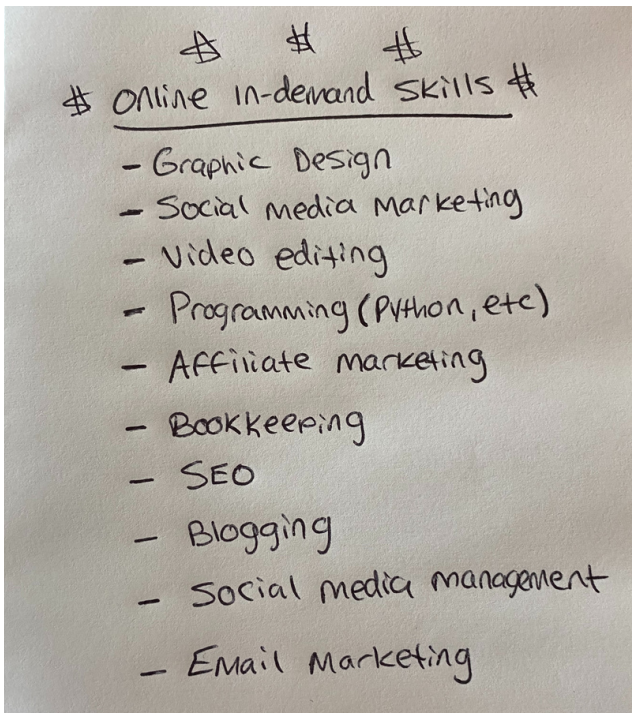 $ $ $
$ Online in-demand skills $
- Graphic Design
- Social media marketing
- Video editing
- Programming (Python, etc)
- Affiliate marketing
- Bookkeeping
- SEO
- Blogging
- Social media management
- Email Marketing